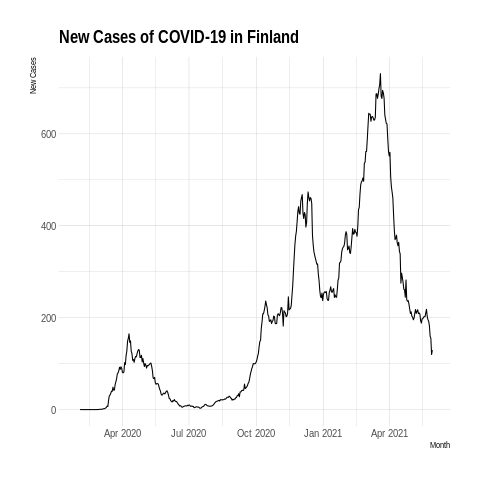 New Cases of COVID-19 in Finland
New Cases
600
400
200
0
Apr 2020 Jul 2020 Oct 2020 Jan 2021 Apr 2021
Month